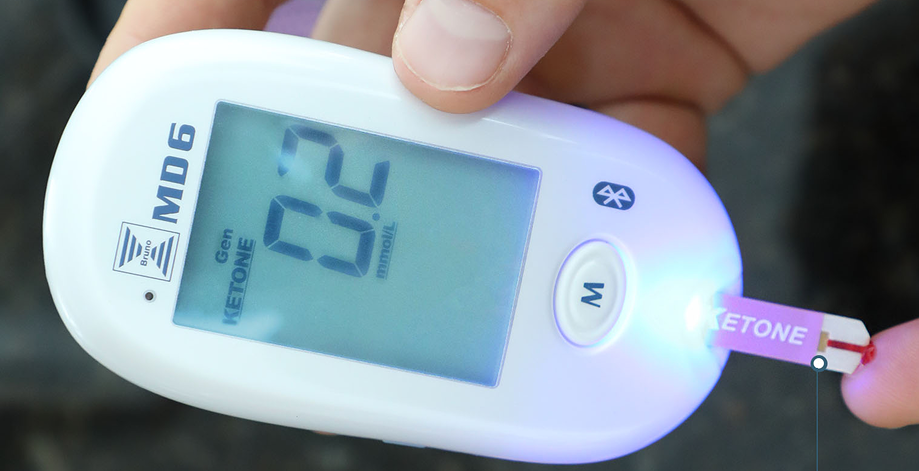 MD6
Bruno
0.2
mmol/L
Gen
KETONE
M
KETONE